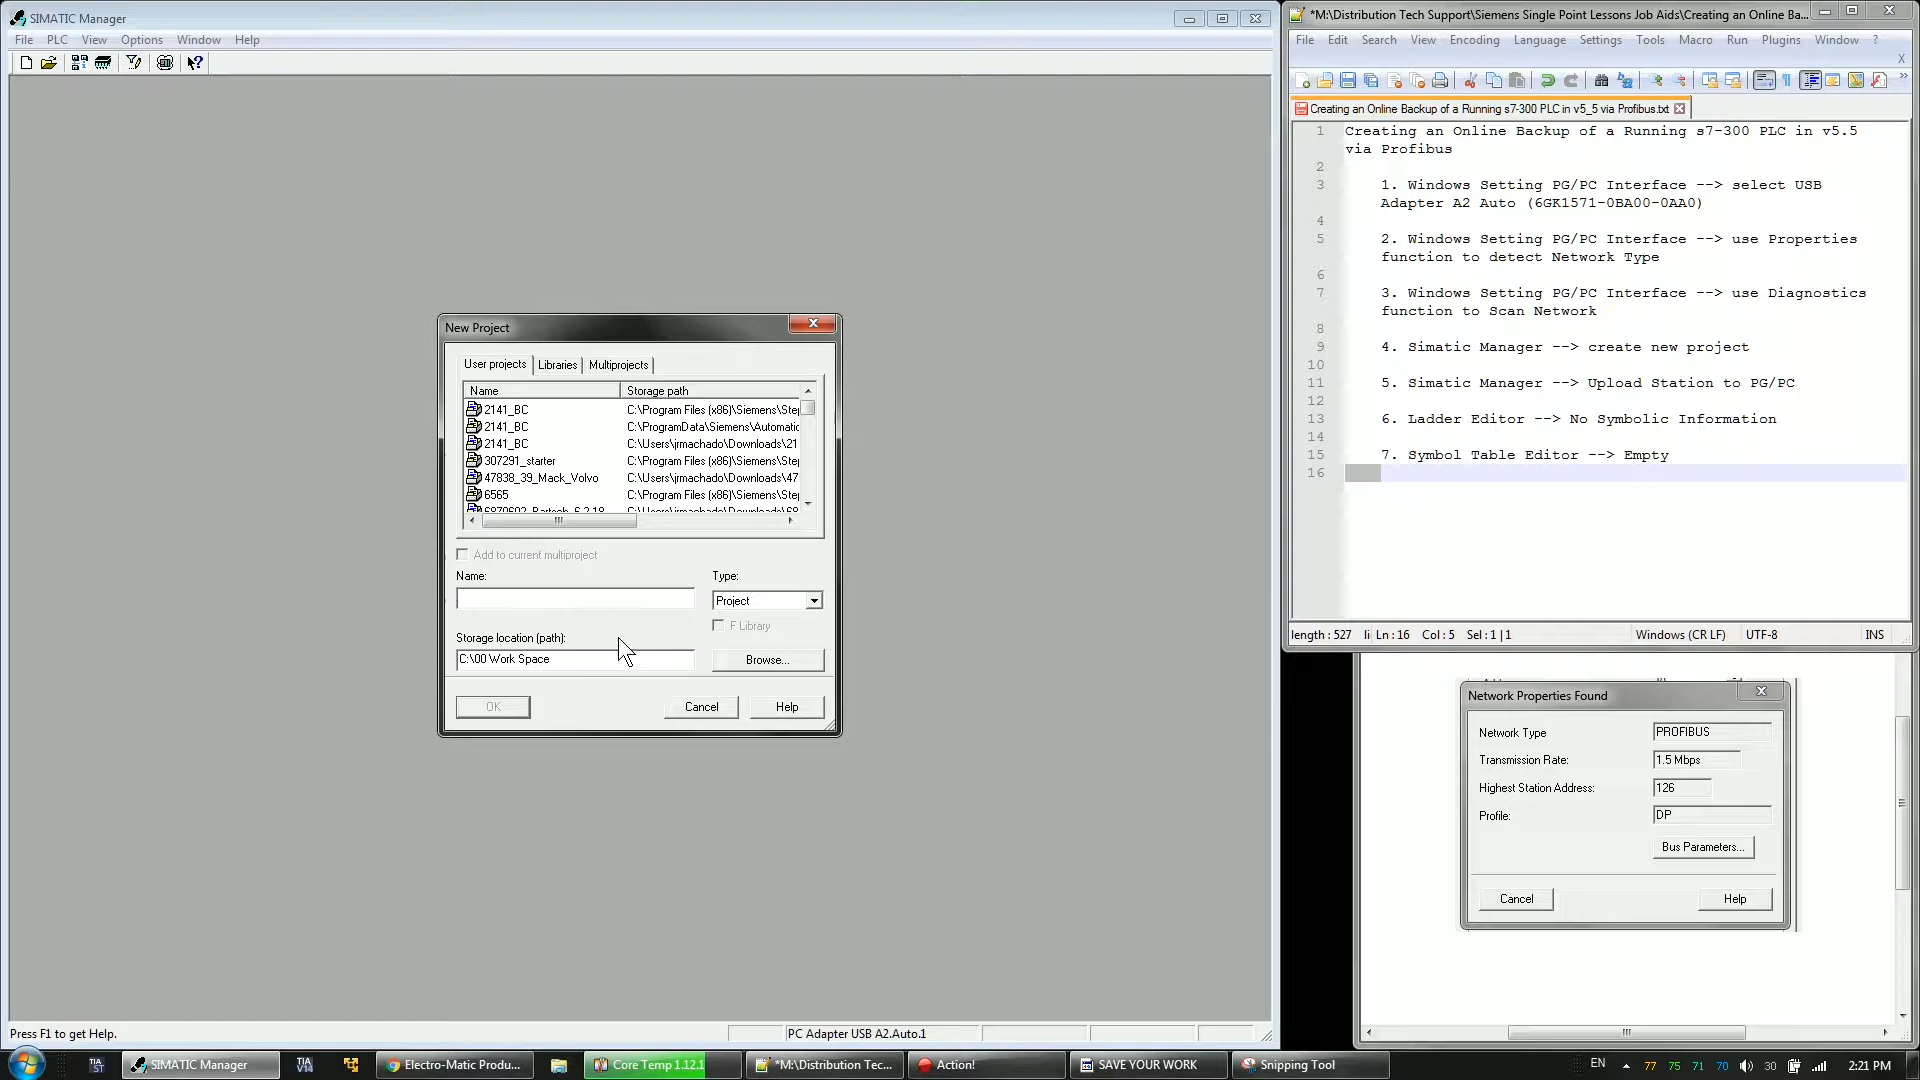 SIMATIC Manager
File PLC View Options Window Help
New Project
User projects Libraries Multiprojects
Name Storage path
2141_BC C:\Program Files (x86)\Siemens\Step
2141_BC C:\ProgramData\Siemens\Automatic
2141_BC C:\Users\jrmachado\Downloads\21
307291_starter C:\Program Files (x86)\Siemens\Step
47838_39_Mack_Volvo C:\Users\jrmachado\Downloads\47
6565 C:\Program Files (x86)\Siemens\Step
Add to current multiproject
Name: Type:
Project
F Library
Storage location (path):
C:\00 Work Space Browse...
OK Cancel Help
Press F1 to get Help. PC Adapter USB A2.Auto.1
*M:\Distribution Tech Support\Siemens Single Point Lessons Job Aids\Creating an Online Ba...
File Edit Search View Encoding Language Settings Tools Macro Run Plugins Window ?
X
Creating an Online Backup of a Running s7-300 PLC in v5_5 via Profibus.txt
1 Creating an Online Backup of a Running s7-300 PLC in v5.5
via Profibus
2
3 1. Windows Setting PG/PC Interface --> select USB
Adapter A2 Auto (6GK1571-0BA00-0AA0)
4
5 2. Windows Setting PG/PC Interface --> use Properties
function to detect Network Type
6
7 3. Windows Setting PG/PC Interface --> use Diagnostics
function to Scan Network
8
9 4. Simatic Manager --> create new project
10
11 5. Simatic Manager --> Upload Station to PG/PC
12
13 6. Ladder Editor --> No Symbolic Information
14
15 7. Symbol Table Editor --> Empty
16
length : 527 li Ln : 16 Col : 5 Sel : 1 | 1 Windows (CR LF) UTF-8 INS
Network Properties Found
Network Type PROFIBUS
Transmission Rate: 1.5 Mbps
Highest Station Address: 126
Profile: DP
Bus Parameters...
Cancel Help
SIMATIC Manager Electro-Matic Produ... Core Temp 1.12.1 *M:\Distribution Tec... Action! SAVE YOUR WORK Snipping Tool EN 77 75 71 70 30 2:21 PM